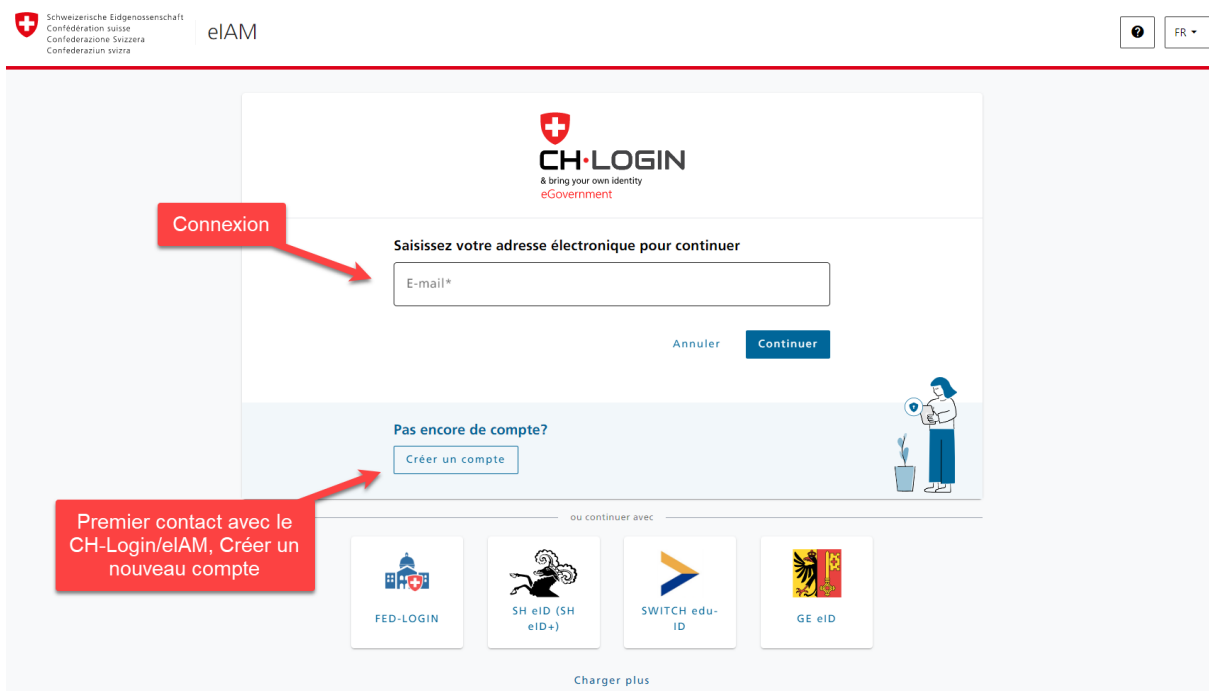 Schweizerische Eidgenossenschaft
Confédération suisse
Confederazione Svizzera
Confederaziun svizra
eIAM
FR
CH·LOGIN
& bring your own identity
eGovernment
Connexion
Saisissez votre adresse électronique pour continuer
E-mail*
Annuler
Continuer
Pas encore de compte?
Créer un compte
Premier contact avec le
CH-Login/eIAM, Créer un
nouveau compte
ou continuer avec
FED-LOGIN
SH eID (SH
eID+)
SWITCH edu-
ID
GE eID
Charger plus